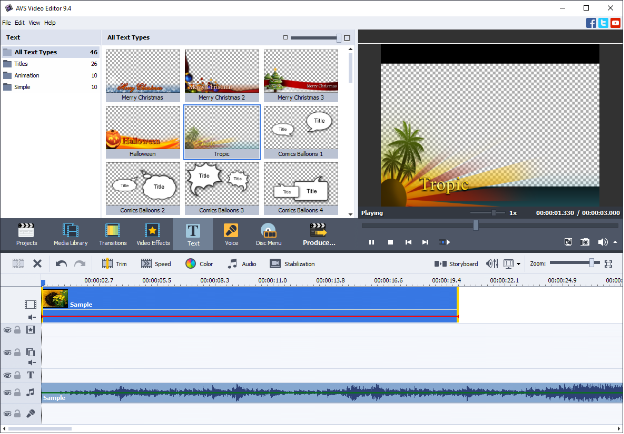 AVS Video Editor 9.4
File Edit View Help
Text
All Text Types 46
Titles 26
Animation 10
Simple 10
All Text Types
Merry Christmas
Merry Christmas 2
Merry Christmas 3
Halloween
Halloween
Tropic
Title
Title
Comics Balloons 1
Title
Title
Comics Balloons 2
Title
Title
Comics Balloons 3
Title
Title
Comics Balloons 4
Tropic
Playing
1x
00:00:01.330 / 00:00:03.000
Projects
Media Library
Transitions
Video Effects
Text
Voice
Disc Menu
Produce...
Trim
Speed
Color
Audio
Stabilization
Storyboard
Zoom:
00:00:02.7 00:00:05.5 00:00:08.3 00:00:11.0 00:00:13.8 00:00:16.6 00:00:19.4 00:00:22.1 00:00:24.9
Sample
T
Sample